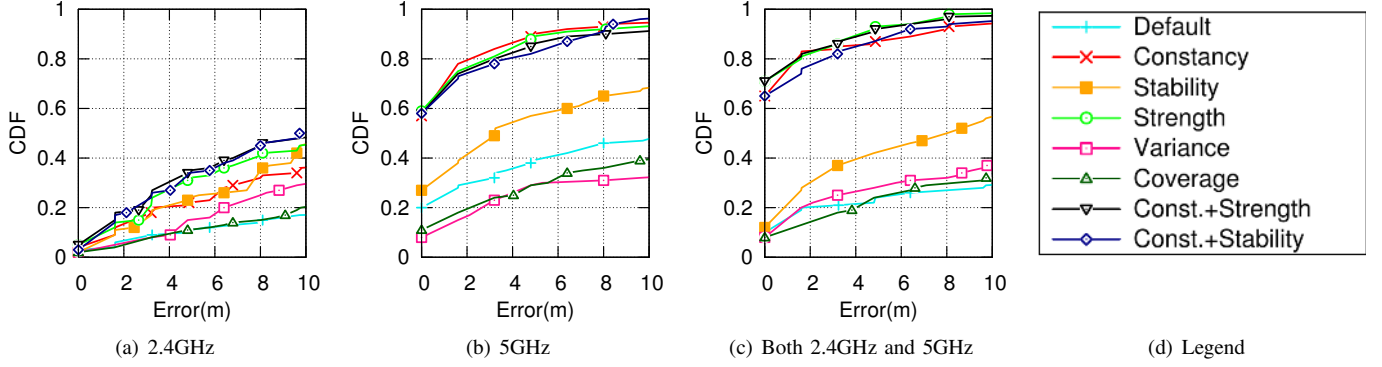 CDF
1
0.8
0.6
0.4
0.2
0
0 2 4 6 8 10
Error(m)
(a) 2.4GHz
CDF
1
0.8
0.6
0.4
0.2
0
0 2 4 6 8 10
Error(m)
(b) 5GHz
CDF
1
0.8
0.6
0.4
0.2
0
0 2 4 6 8 10
Error(m)
(c) Both 2.4GHz and 5GHz
Default
Constancy
Stability
Strength
Variance
Coverage
Const.+Strength
Const.+Stability
(d) Legend